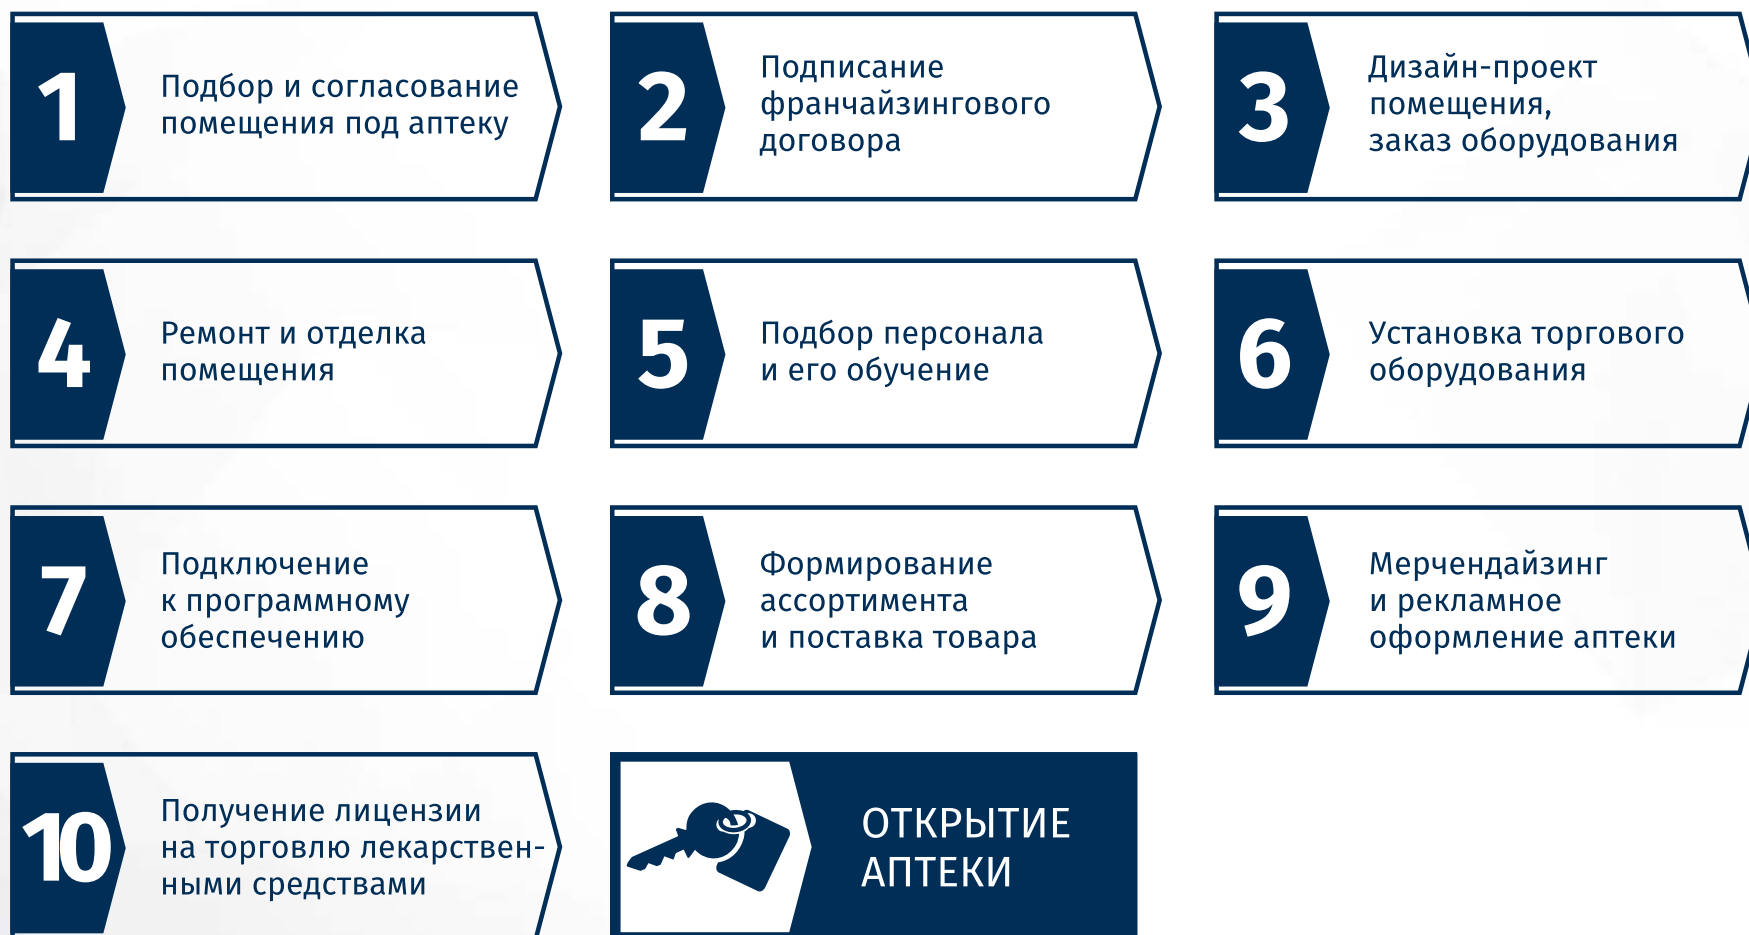 1
Подбор и согласование
помещения под аптеку
2
Подписание
франчайзингового
договора
3
Дизайн-проект
помещения,
заказ оборудования
4
Ремонт и отделка
помещения
5
Подбор персонала
и его обучение
6
Установка торгового
оборудования
7
Подключение
к программному
обеспечению
8
Формирование
ассортимента
и поставка товара
9
Мерчендайзинг
и рекламное
оформление аптеки
10
Получение лицензии
на торговлю лекарствен-
ными средствами
ОТКРЫТИЕ
АПТЕКИ